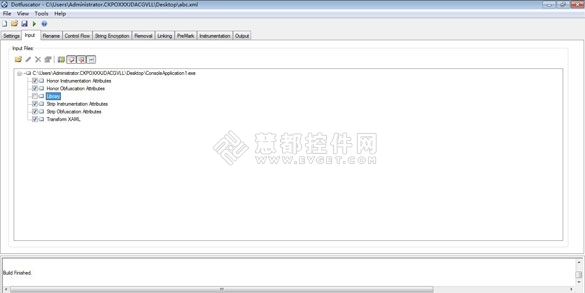 Dotfuscator - C:\Users\Administrator.CKPOXXXUDACGVLL\Desktop\abc.xml
File View Tools Help
Settings Input Rename Control Flow String Encryption Removal Linking PreMark Instrumentation Output
Input Files:
C:\Users\Administrator.CKPOXXXUDACGVLL\Desktop\ConsoleApplication1.exe
Honor Instrumentation Attributes
Honor Obfuscation Attributes
Library
Strip Instrumentation Attributes
Strip Obfuscation Attributes
Transform XAML
慧都控件网
WWW.EVGET.COM
Build Finished.